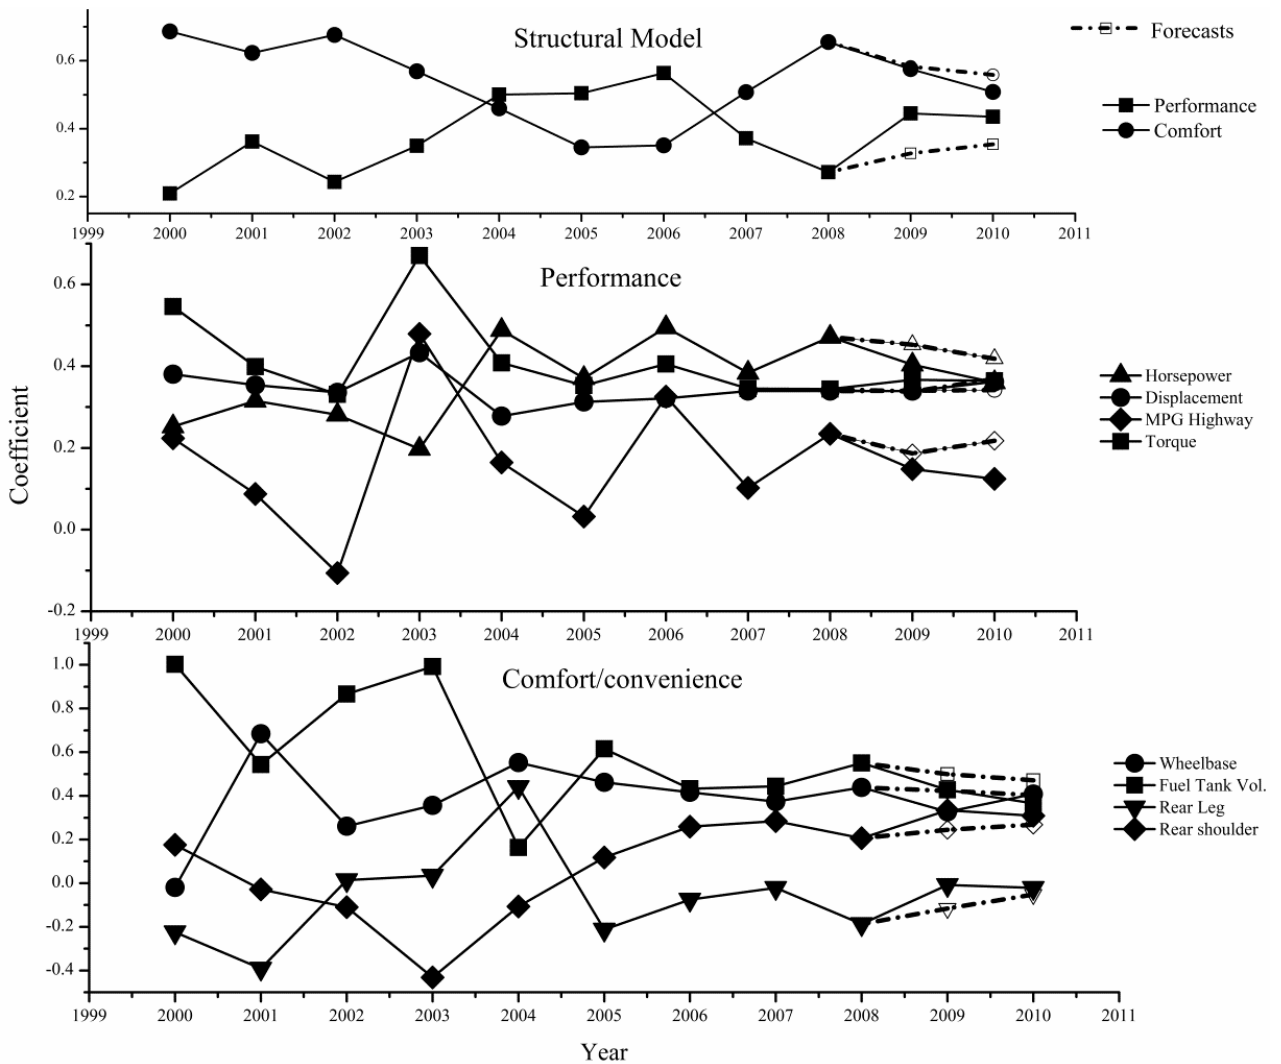 Structural Model
Forecasts
Performance
Comfort
0.6
0.4
0.2
1999 2000 2001 2002 2003 2004 2005 2006 2007 2008 2009 2010 2011
Performance
Horsepower
Displacement
MPG Highway
Torque
0.6
0.4
0.2
0.0
-0.2
Coefficient
1999 2000 2001 2002 2003 2004 2005 2006 2007 2008 2009 2010 2011
Comfort/convenience
Wheelbase
Fuel Tank Vol.
Rear Leg
Rear shoulder
1.0
0.8
0.6
0.4
0.2
0.0
-0.2
-0.4
1999 2000 2001 2002 2003 2004 2005 2006 2007 2008 2009 2010 2011
Year